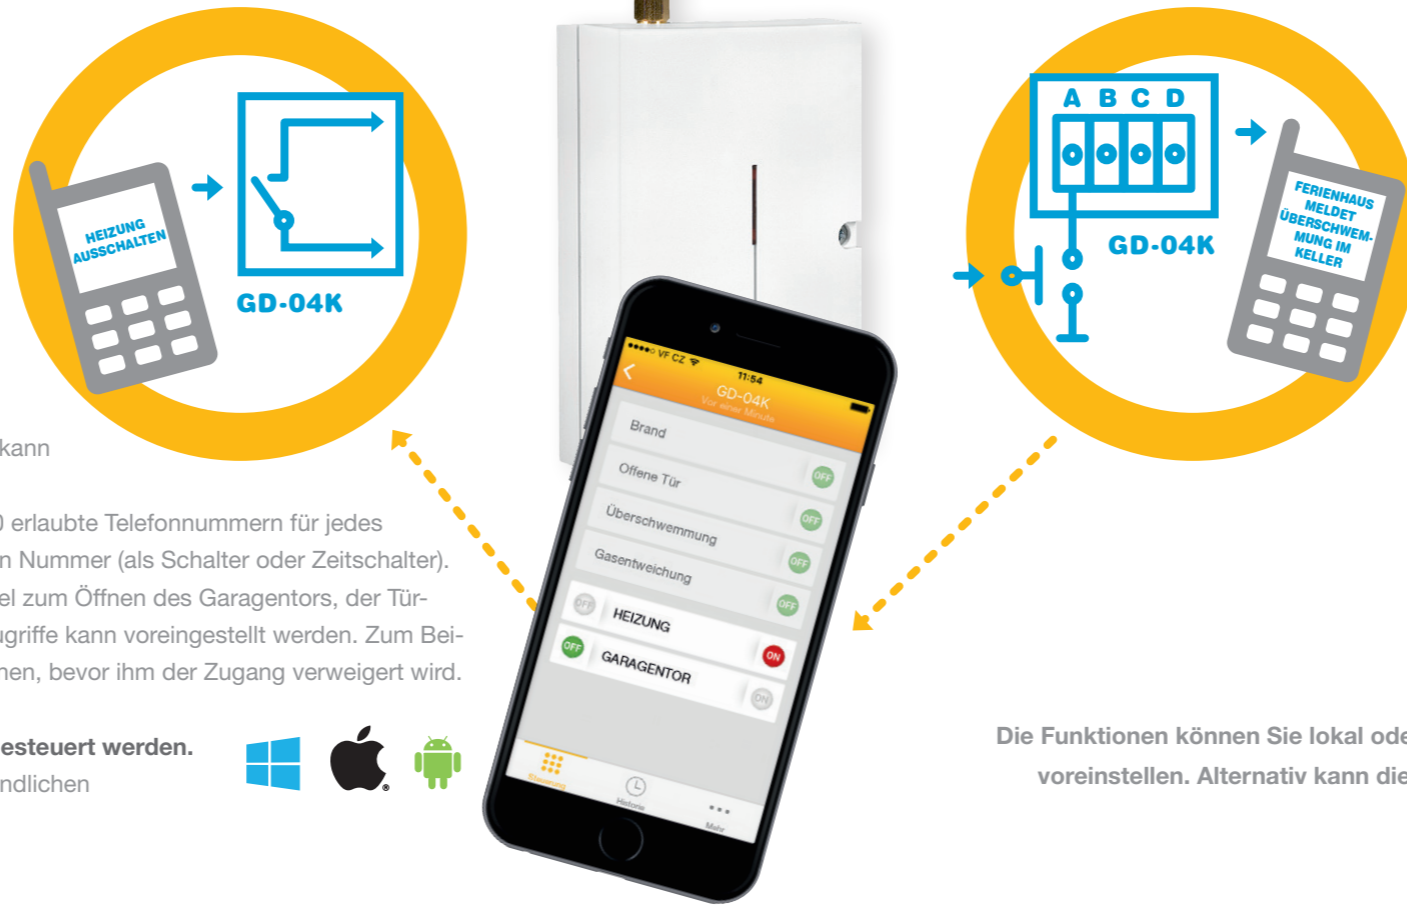 HEIZUNG
AUSSCHALTEN
GD-04K
A B C D
GD-04K
FERIENHAUS
MELDET
ÜBERSCHWEM-
MUNG IM
KELLER
VF CZ
11:54
GD-04K
Vor einer Minute
Brand
OFF
Offene Tür
OFF
Überschwemmung
OFF
Gasentweichung
OFF
OFF HEIZUNG ON
OFF GARAGENTOR ON
Steuerung
Historie
Mehr
kann
0 erlaubte Telefonnummern für jedes
n Nummer (als Schalter oder Zeitschalter).
el zum Öffnen des Garagentors, der Tür-
ugriffe kann voreingestellt werden. Zum Bei-
nen, bevor ihm der Zugang verweigert wird.
esteuert werden.
ndlichen
Die Funktionen können Sie lokal ode
voreinstellen. Alternativ kann die